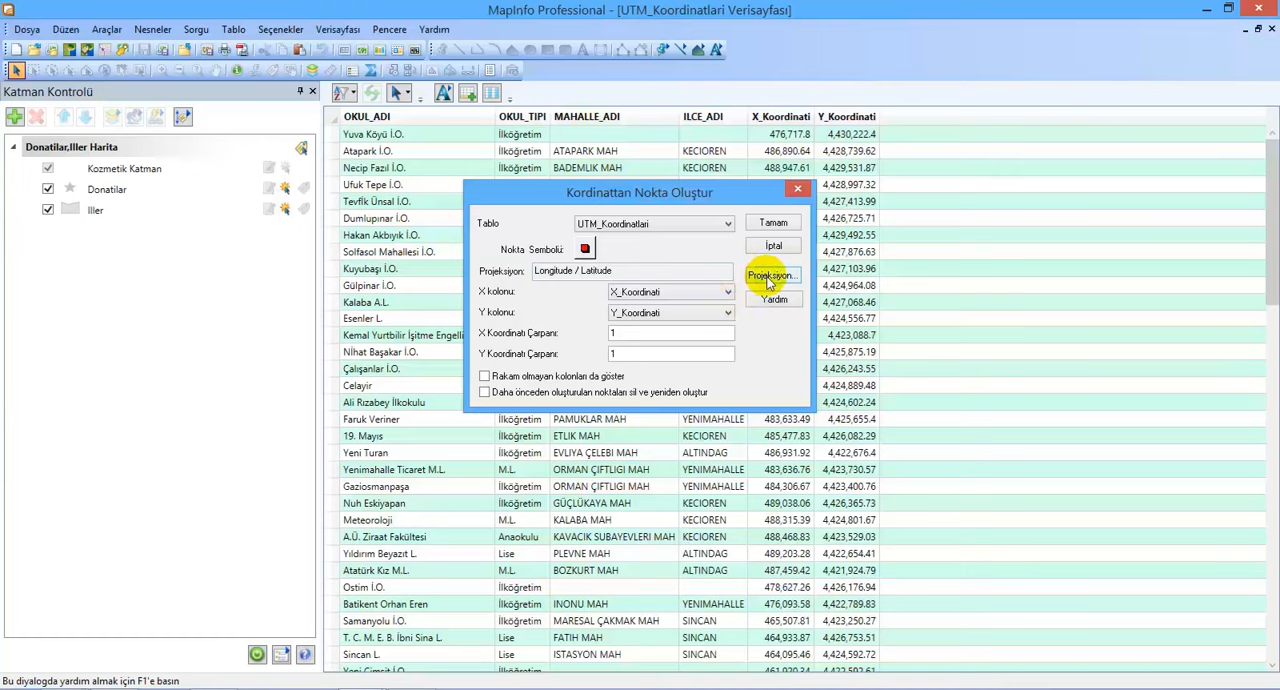 MapInfo Professional - [UTM_Koordinatlari Verisayfası]
Dosya Düzen Araçlar Nesneler Sorgu Tablo Seçenekler Verisayfası Pencere Yardım
Katman Kontrolü
Donatilar,Iller Harita
Kozmetik Katman
Donatilar
Iller
OKUL_ADI OKUL_TIPI MAHALLE_ADI ILCE_ADI X_Koordinati Y_Koordinati
Yuva Köyü İ.O. İlköğretim 476,717.8 4,430,222.4
Atapark İ.O. İlköğretim ATAPARK MAH KECIOREN 486,890.64 4,428,739.62
Necip Fazıl İ.O. İlköğretim BADEMLIK MAH KECIOREN 488,947.61 4,429,531.87
Ufuk Tepe İ.O. 4,428,997.32
Tevfik Ünsal İ.O. 4,427,413.99
Dumlupınar İ.O. 4,426,725.71
Hakan Akbıyık İ.O. 4,429,492.55
Solfasol Mahallesi İ.O. 4,427,876.63
Kuyubaşı İ.O. 4,427,103.96
Gülpinar İ.O. 4,424,964.08
Kalaba A.L. 4,427,068.46
Esenler L. 4,424,556.77
Kemal Yurtbilir İşitme Engelli 4,423,088.7
Nİhat Başakar İ.O. 4,425,875.19
Çalışanlar İ.O. 4,426,243.55
Celayir 4,424,889.48
Ali Rızabey İlkokulu 4,424,602.24
Faruk Veriner İlköğretim PAMUKLAR MAH YENIMAHALLE 483,633.49 4,425,655.4
19. Mayıs İlköğretim ETLIK MAH KECIOREN 485,477.83 4,426,082.29
Yeni Turan İlköğretim EVLIYA ÇELEBI MAH ALTINDAG 486,931.92 4,422,676.4
Yenimahalle Ticaret M.L. M.L. ORMAN ÇIFTLIGI MAH YENIMAHALLE 483,636.76 4,423,730.57
Gaziosmanpaşa İlköğretim ORMAN ÇIFTLIGI MAH YENIMAHALLE 484,306.67 4,423,400.76
Nuh Eskiyapan İlköğretim GÜÇLÜKAYA MAH KECIOREN 489,038.06 4,426,365.73
Meteoroloji M.L. KALABA MAH KECIOREN 488,315.39 4,424,801.67
A.Ü. Ziraat Fakültesi Anaokulu KAVACIK SUBAYEVLERI MAH KECIOREN 488,468.83 4,423,529.03
Yıldırım Beyazıt L. Lise PLEVNE MAH ALTINDAG 489,203.28 4,422,654.41
Atatürk Kız M.L. M.L. BOZKURT MAH ALTINDAG 487,459.42 4,421,924.79
Ostim İ.O. İlköğretim 478,627.26 4,426,176.94
Batikent Orhan Eren İlköğretim INONU MAH YENIMAHALLE 476,093.58 4,422,789.83
Samanyolu İ.O. İlköğretim MARESAL ÇAKMAK MAH SINCAN 465,507.81 4,423,250.27
T. C. M. E. B. İbni Sina L. Lise FATIH MAH SINCAN 464,933.87 4,426,753.51
Sincan L. Lise ISTASYON MAH SINCAN 464,095.34 4,424,592.72
Yeni Çimşit İ.O. İlköğretim 461,920.34 4,422,592.61
Kordinattan Nokta Oluştur
Tablo UTM_Koordinatlari Tamam
Nokta Sembolü: İptal
Projeksiyon: Longitude / Latitude Projeksiyon...
X kolonu: X_Koordinati Yardım
Y kolonu: Y_Koordinati
X Koordinatı Çarpanı: 1
Y Koordinatı Çarpanı: 1
Rakam olmayan kolonları da göster
Daha önceden oluşturulan noktaları sil ve yeniden oluştur
Bu diyalogda yardım almak için F1'e basın